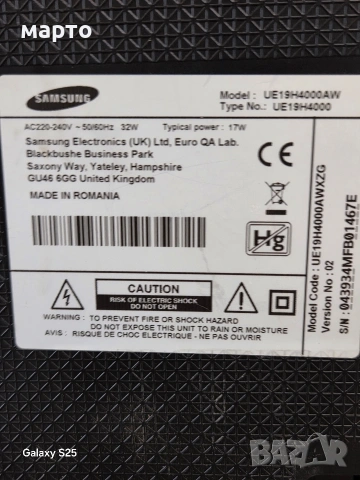 марто
SAMSUNG
Model : UE19H4000AW
Type No.: UE19H4000
AC220-240V ~ 50/60Hz 32W Typical power : 17W
Samsung Electronics (UK) Ltd, Euro QA Lab.
Blackbushe Business Park
Saxony Way, Yateley, Hampshire
GU46 6GG United Kingdom
MADE IN ROMANIA
CE
Hg
Model Code : UE19H4000AWXZG
Version No : 02
S/N : 843934MFB01467E
CAUTION
RISK OF ELECTRIC SHOCK
DO NOT OPEN
WARNING : TO PREVENT FIRE OR SHOCK HAZARD,
DO NOT EXPOSE THIS UNIT TO RAIN OR MOISTURE
AVIS : RISQUE DE CHOC ELECTRIQUE - NE PAS OUVRIR.
Galaxy S25
BAZAR